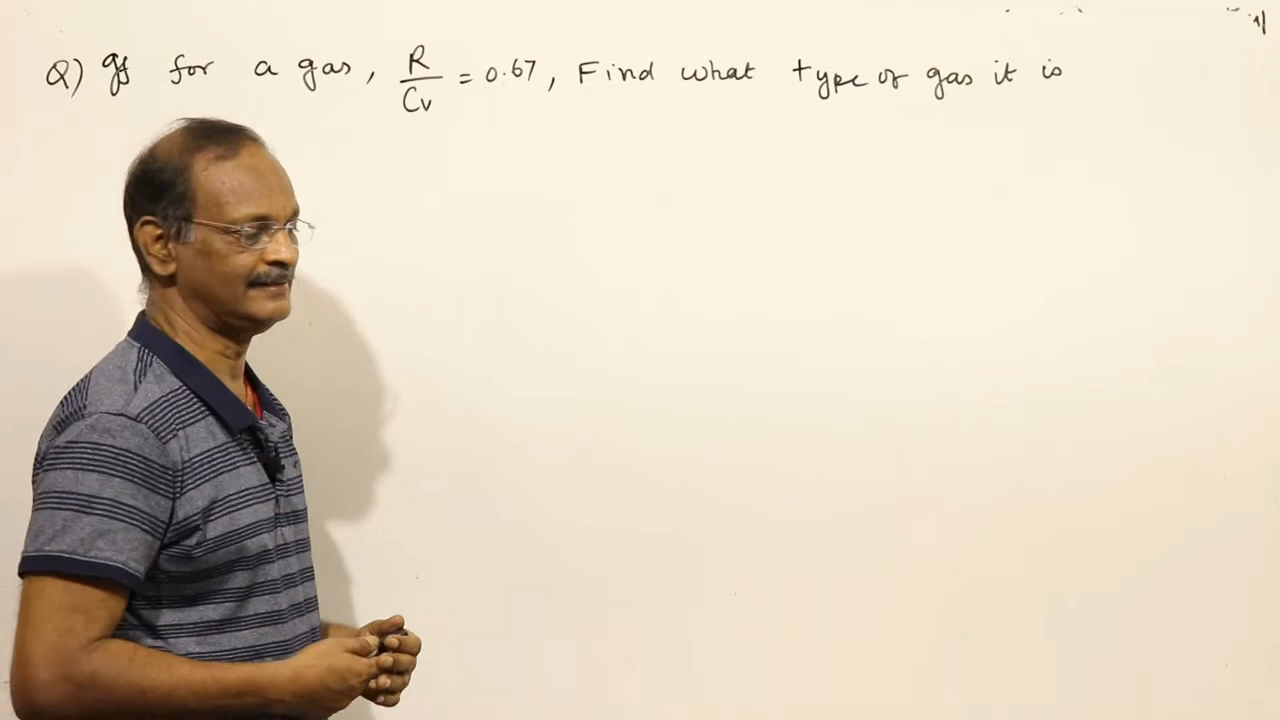 Q) If for a gas, R/Cv = 0.67, Find what type of gas it is